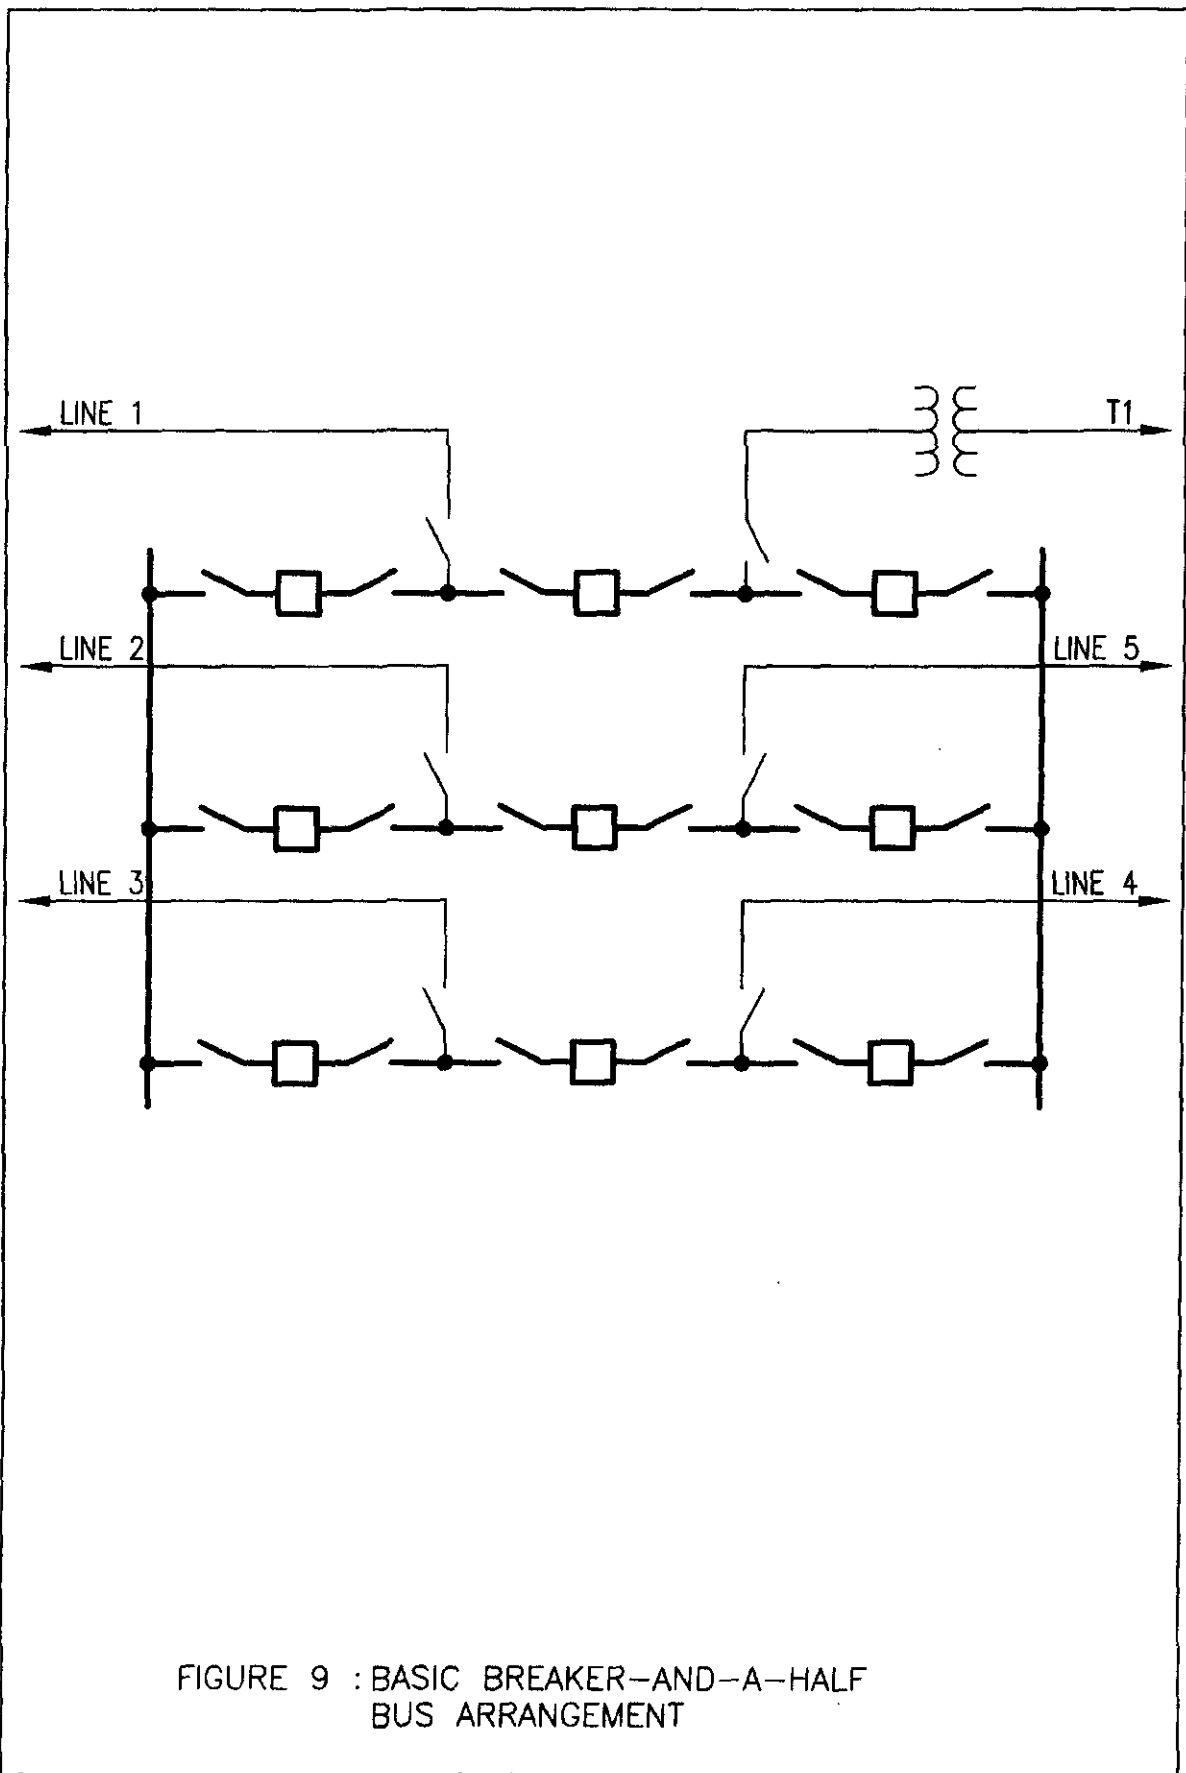 LINE 1
T1
LINE 2
LINE 5
LINE 3
LINE 4
FIGURE 9 : BASIC BREAKER-AND-A-HALF
BUS ARRANGEMENT